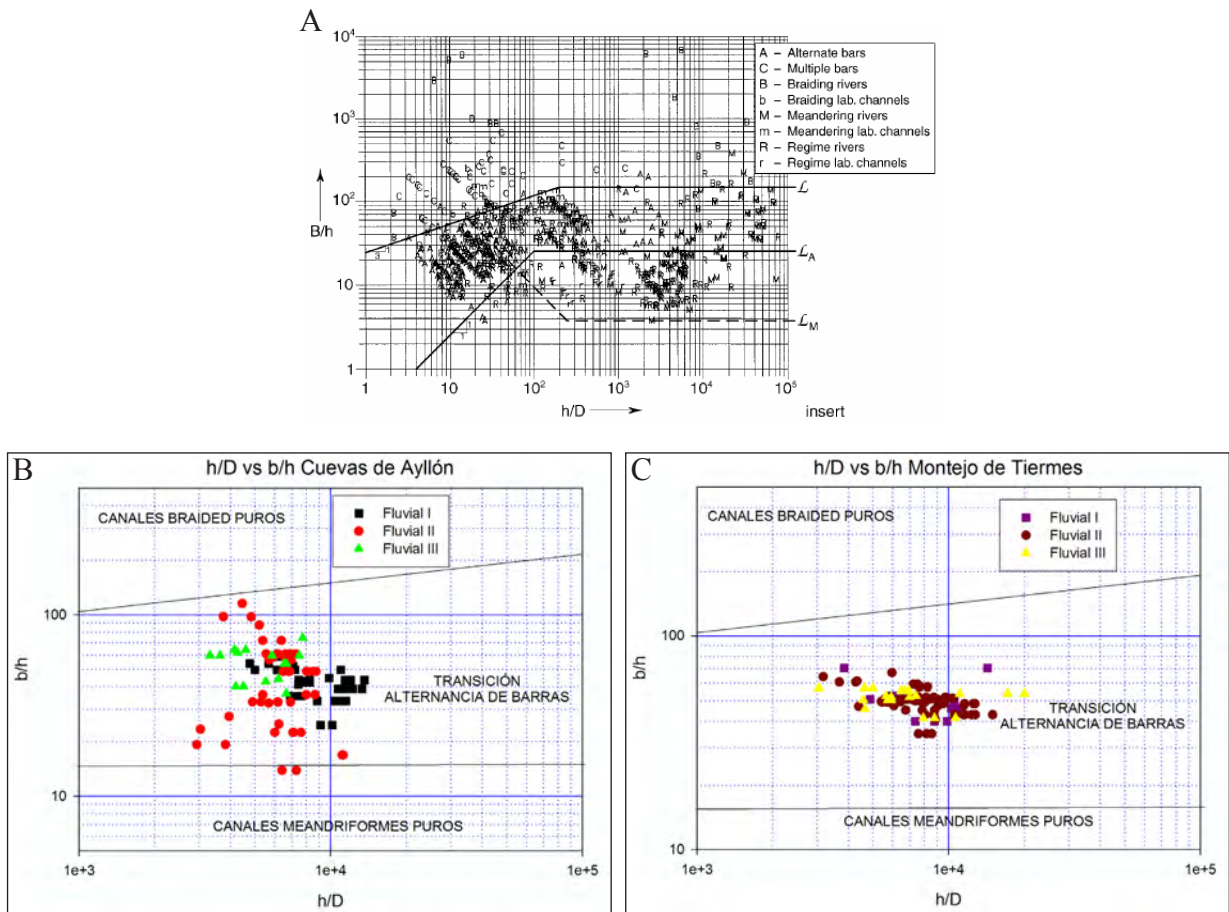 A
10⁴
10³
10²
10
1
B/h
1
10
10²
10³
10⁴
10⁵
h/D
insert
A – Alternate bars
C – Multiple bars
B – Braiding rivers
b – Braiding lab. channels
M – Meandering rivers
m – Meandering lab. channels
R – Regime rivers
r – Regime lab. channels
ℒ
ℒA
ℒM
B
h/D vs b/h Cuevas de Ayllón
CANALES BRAIDED PUROS
Fluvial I
Fluvial II
Fluvial III
100
b/h
TRANSICIÓN
ALTERNANCIA DE BARRAS
10
CANALES MEANDRIFORMES PUROS
1e+3
1e+4
1e+5
h/D
C
h/D vs b/h Montejo de Tiermes
CANALES BRAIDED PUROS
Fluvial I
Fluvial II
Fluvial III
100
b/h
TRANSICIÓN
ALTERNANCIA DE BARRAS
CANALES MEANDRIFORMES PUROS
10
1e+3
1e+4
1e+5
h/D